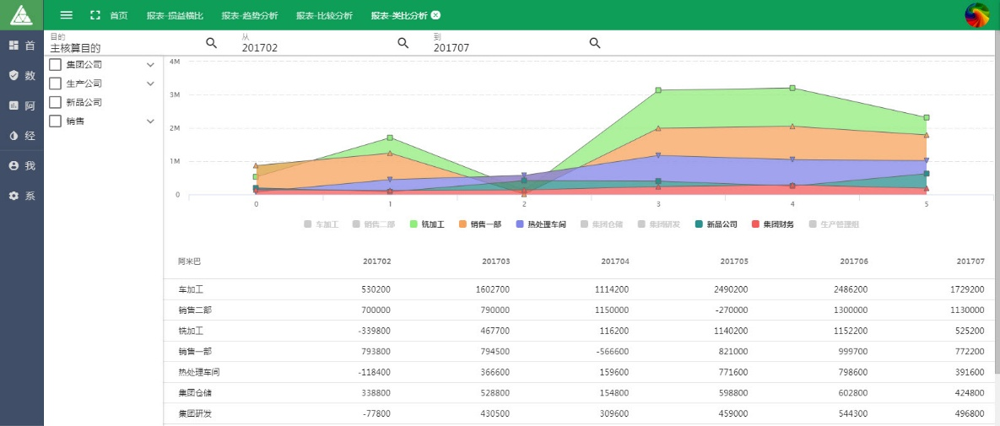 首页 报表-损益横比 报表-趋势分析 报表-比较分析 报表-类比分析
首
数
阿
经
我
系
目的 从 到
主核算目的 201702 201707
集团公司
生产公司
新品公司
销售
4M
3M
2M
1M
0
0 1 2 3 4 5
车加工 销售二部 铣加工 销售一部 热处理车间 集团仓储 集团研发 新品公司 集团财务 生产管理组
阿米巴 201702 201703 201704 201705 201706 201707
车加工 530200 1602700 1114200 2490200 2486200 1729200
销售二部 700000 790000 1150000 -270000 1300000 1130000
铣加工 -339800 467700 116200 1140200 1152200 525200
销售一部 793800 794500 -566600 821000 999700 772200
热处理车间 -118400 366600 159600 771600 798600 391600
集团仓储 338800 528800 154800 598800 602800 424800
集团研发 -77800 430500 309600 459000 544300 496800